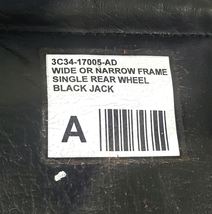 3C34-17005-AD
WIDE OR NARROW FRAME
SINGLE REAR WHEEL
BLACK JACK
A